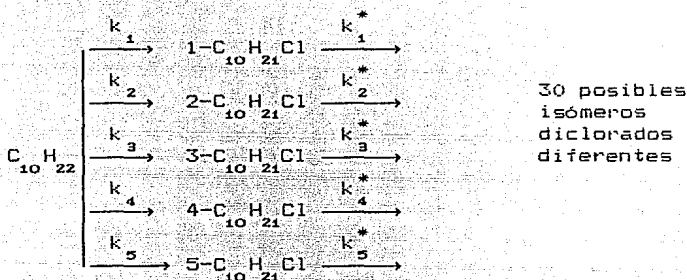 k₁ 1-C₁₀H₂₁Cl k₁*
k₂ 2-C₁₀H₂₁Cl k₂*
C₁₀H₂₂ k₃ 3-C₁₀H₂₁Cl k₃*
k₄ 4-C₁₀H₂₁Cl k₄*
k₅ 5-C₁₀H₂₁Cl k₅*
30 posibles
isómeros
diclorados
diferentes